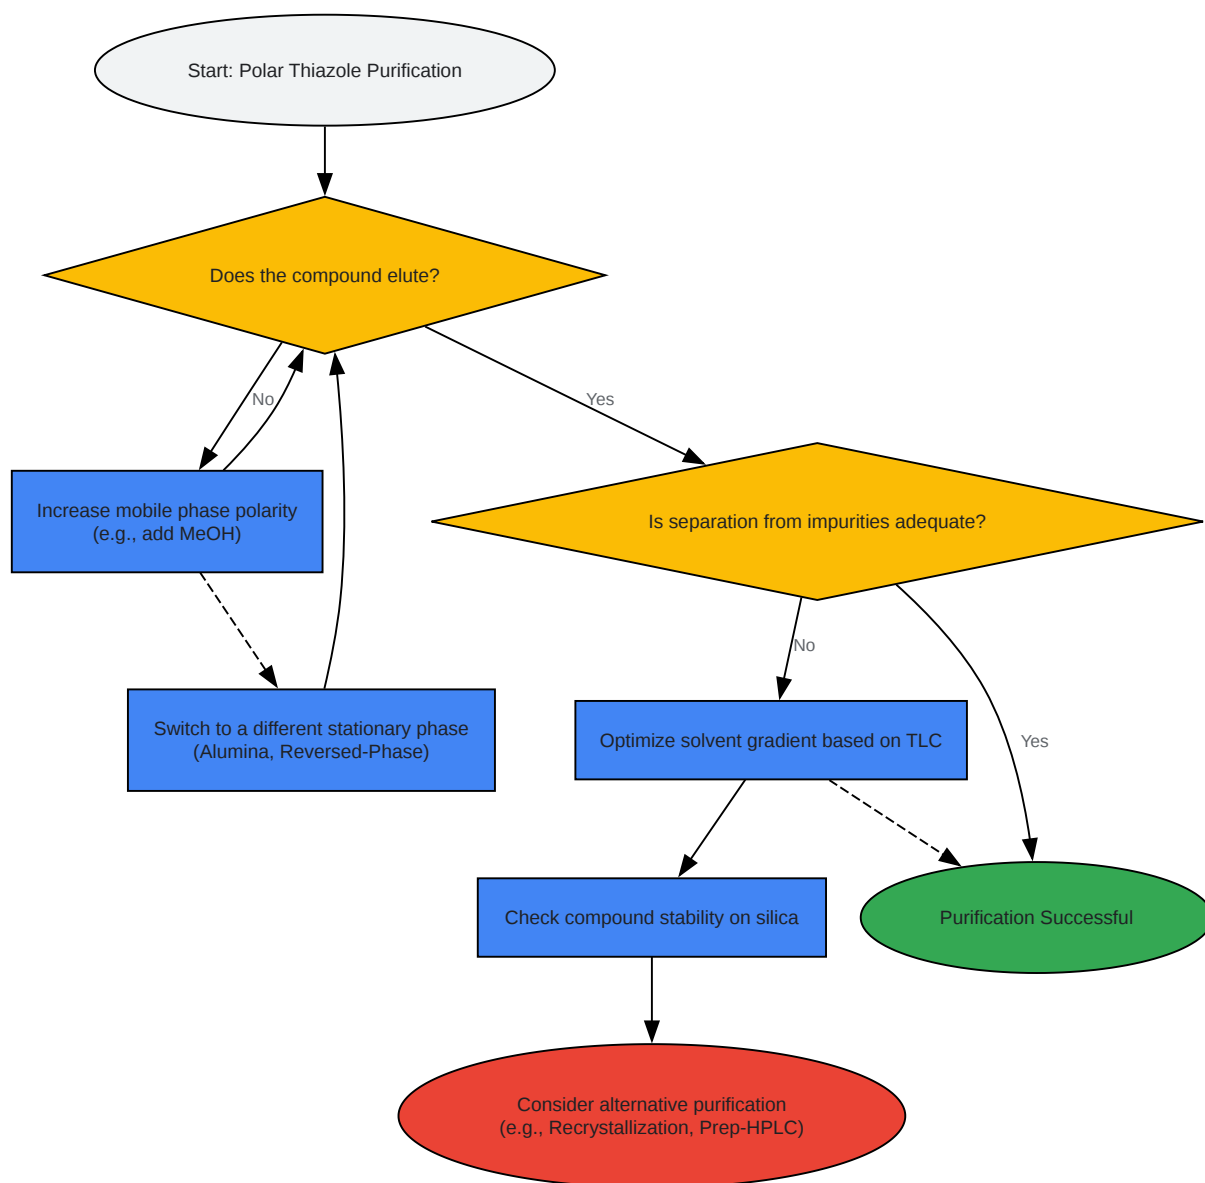 Start: Polar Thiazole Purification
Does the compound elute?
No
Yes
Increase mobile phase polarity
(e.g., add MeOH)
Is separation from impurities adequate?
No
Switch to a different stationary phase
(Alumina, Reversed-Phase)
Optimize solvent gradient based on TLC
Yes
Check compound stability on silica
Purification Successful
Consider alternative purification
(e.g., Recrystallization, Prep-HPLC)